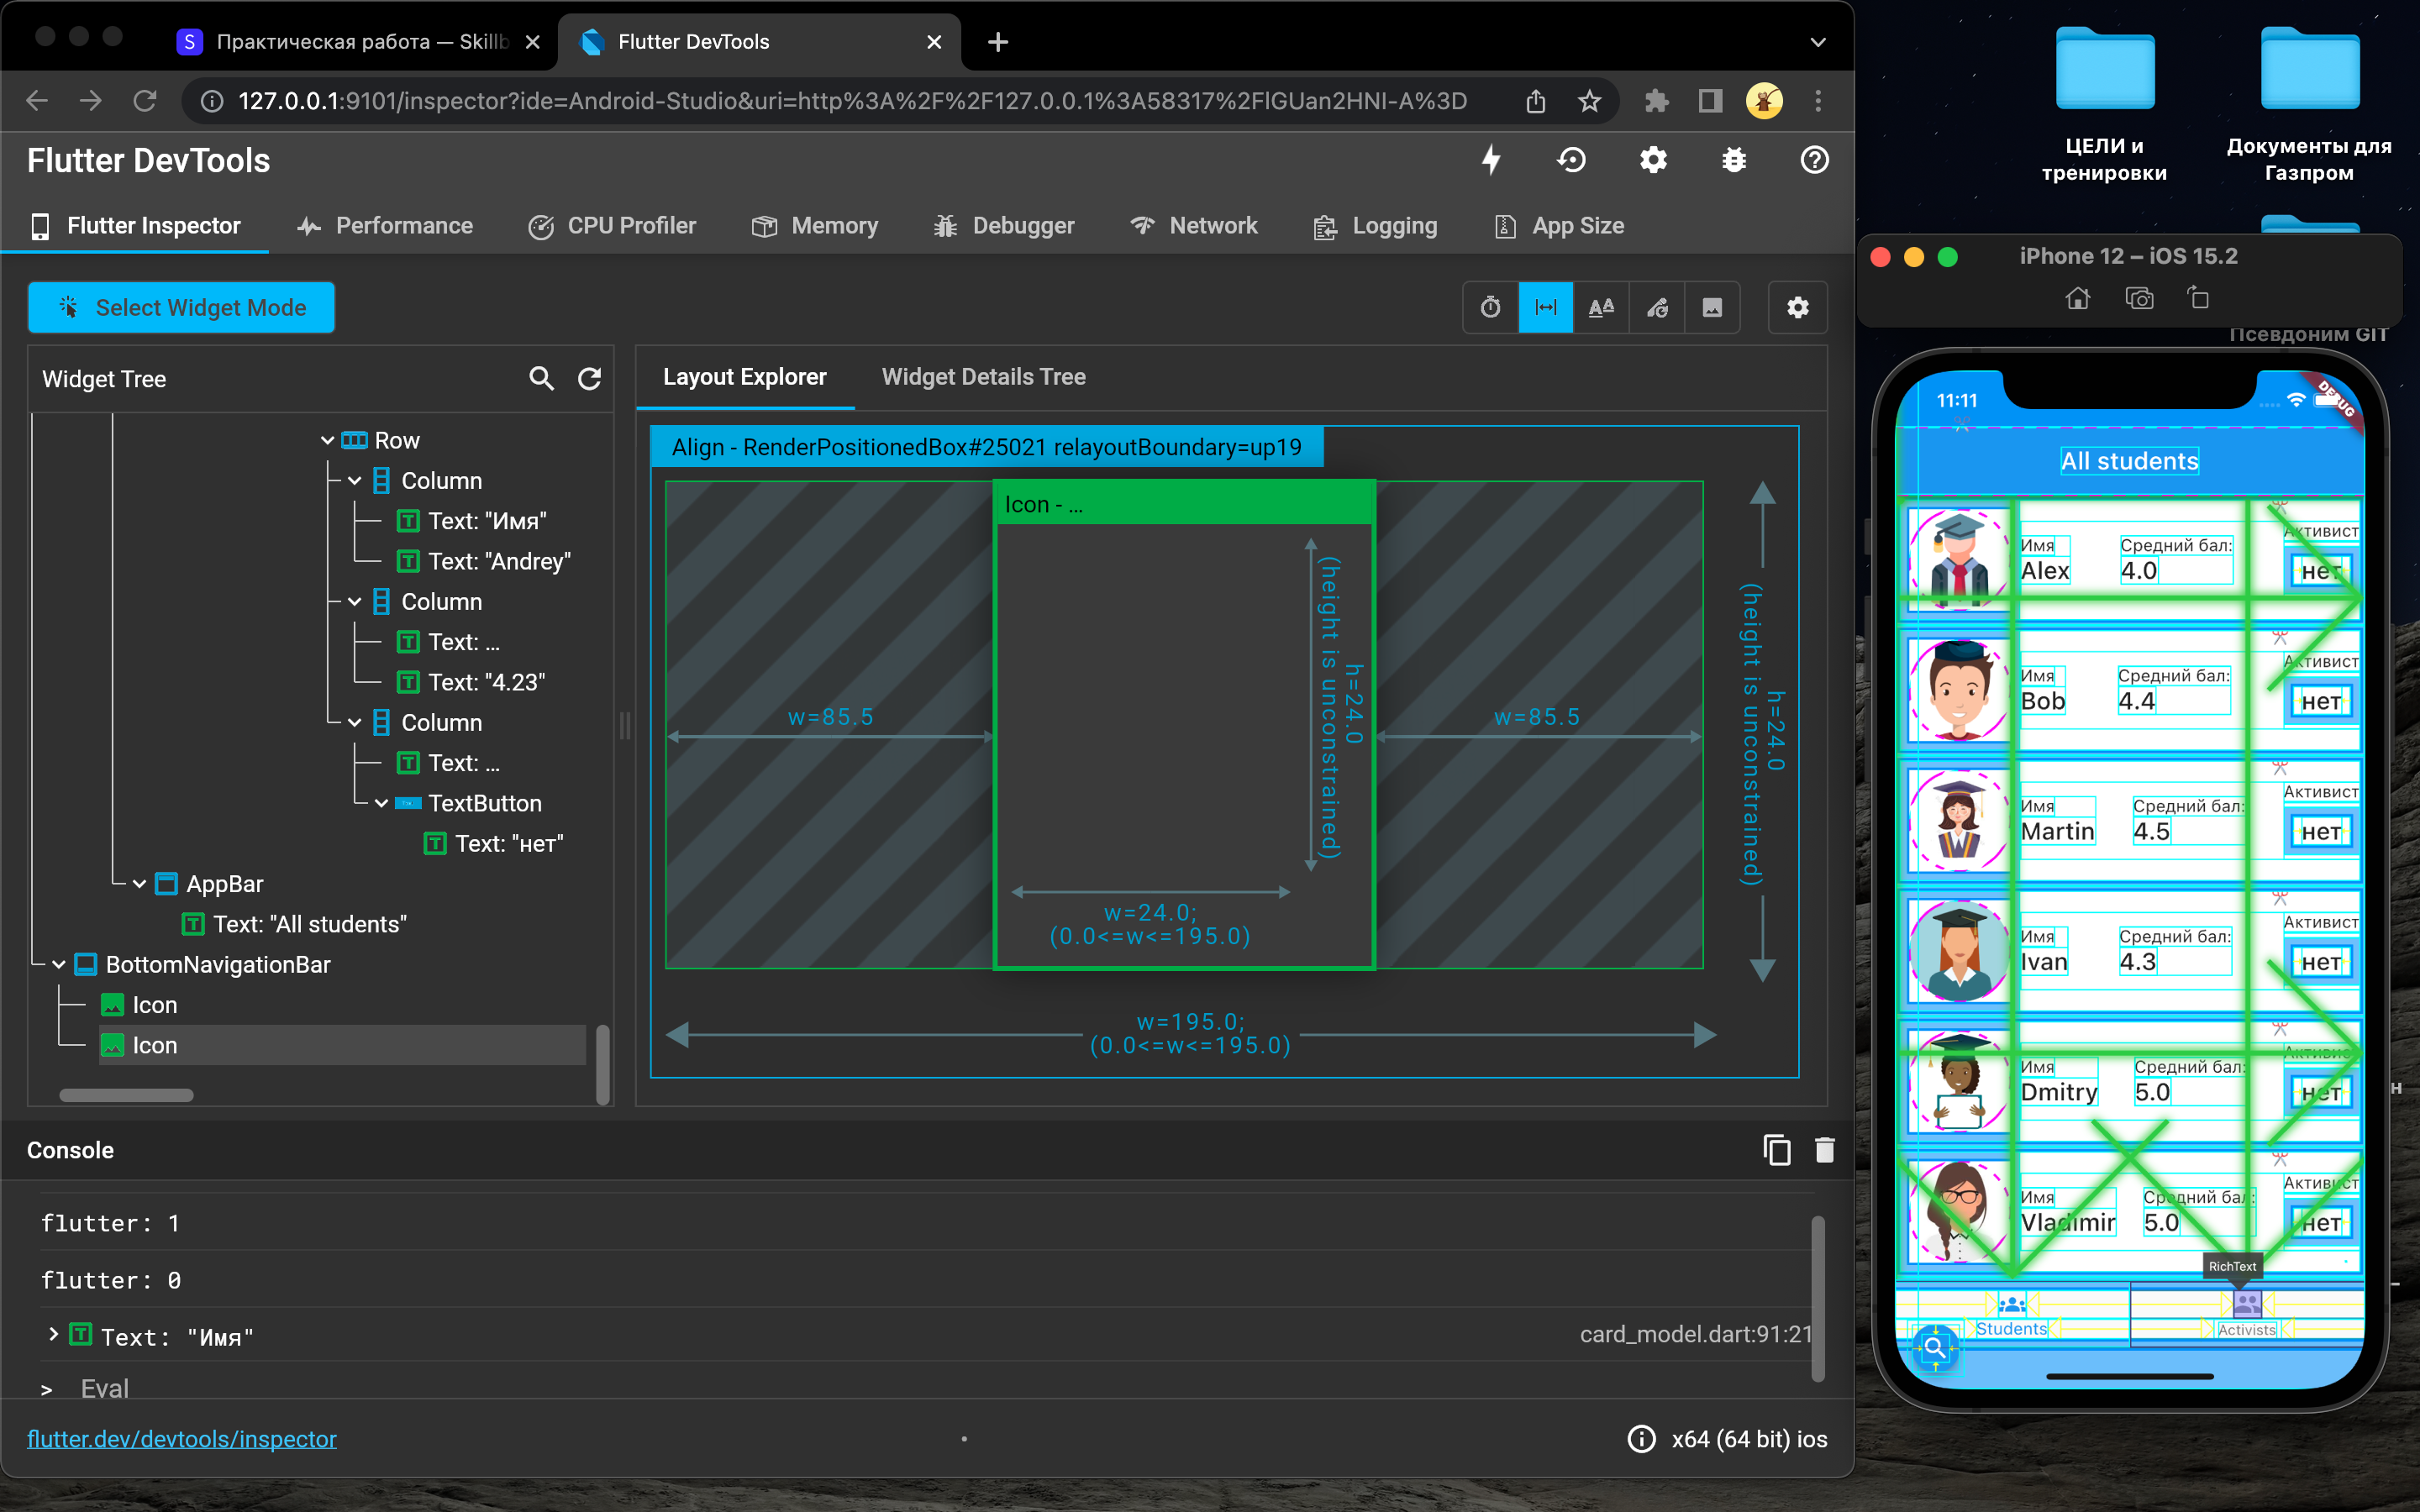 S Практическая работа — Skillb
Flutter DevTools
127.0.0.1:9101/inspector?ide=Android-Studio&uri=http%3A%2F%2F127.0.0.1%3A58317%2FlGUan2HNI-A%3D
Flutter DevTools
Flutter Inspector
Performance
CPU Profiler
Memory
Debugger
Network
Logging
App Size
Select Widget Mode
Widget Tree
Row
Column
Text: "Имя"
Text: "Andrey"
Column
Text: ...
Text: "4.23"
Column
Text: ...
TextButton
Text: "нет"
AppBar
Text: "All students"
BottomNavigationBar
Icon
Icon
Layout Explorer
Widget Details Tree
Align - RenderPositionedBox#25021 relayoutBoundary=up19
Icon - ...
w=85.5
w=85.5
h=24.0
(height is unconstrained)
h=24.0
(height is unconstrained)
w=24.0;
(0.0<=w<=195.0)
w=195.0;
(0.0<=w<=195.0)
Console
flutter: 1
flutter: 0
Text: "Имя"
card_model.dart:91:21
> Eval
flutter.dev/devtools/inspector
x64 (64 bit) ios
ЦЕЛИ и
тренировки
Документы для
Газпром
Псевдоним GIT
iPhone 12 – iOS 15.2
11:11
DEBUG
All students
Имя
Alex
Средний бал:
4.0
Активист
нет
Имя
Bob
Средний бал:
4.4
Активист
нет
Имя
Martin
Средний бал:
4.5
Активист
нет
Имя
Ivan
Средний бал:
4.3
Активист
нет
Имя
Dmitry
Средний бал:
5.0
Активист
нет
Имя
Vladimir
Средний бал:
5.0
Активист
нет
RichText
Students
Activists
н